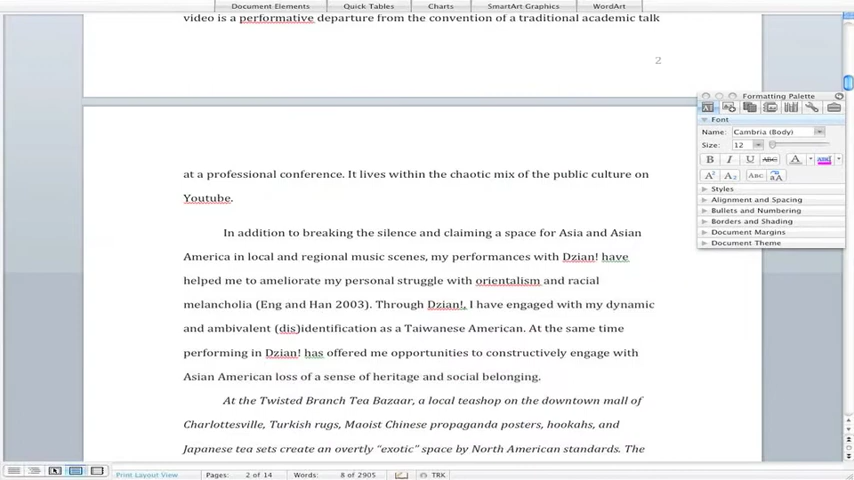 Document Elements Quick Tables Charts SmartArt Graphics WordArt
video is a performative departure from the convention of a traditional academic talk
2
at a professional conference. It lives within the chaotic mix of the public culture on
Youtube.
In addition to breaking the silence and claiming a space for Asia and Asian
America in local and regional music scenes, my performances with Dzian! have
helped me to ameliorate my personal struggle with orientalism and racial
melancholia (Eng and Han 2003). Through Dzian!, I have engaged with my dynamic
and ambivalent (dis)identification as a Taiwanese American. At the same time
performing in Dzian! has offered me opportunities to constructively engage with
Asian American loss of a sense of heritage and social belonging.
At the Twisted Branch Tea Bazaar, a local teashop on the downtown mall of
Charlottesville, Turkish rugs, Maoist Chinese propaganda posters, hookahs, and
Japanese tea sets create an overtly “exotic” space by North American standards. The
Formatting Palette
Font
Name: Cambria (Body)
Size: 12
B I U ABC A
A² A₂ ABC aA
Styles
Alignment and Spacing
Bullets and Numbering
Borders and Shading
Document Margins
Document Theme
Print Layout View Pages: 2 of 14 Words: 8 of 2905 TRK